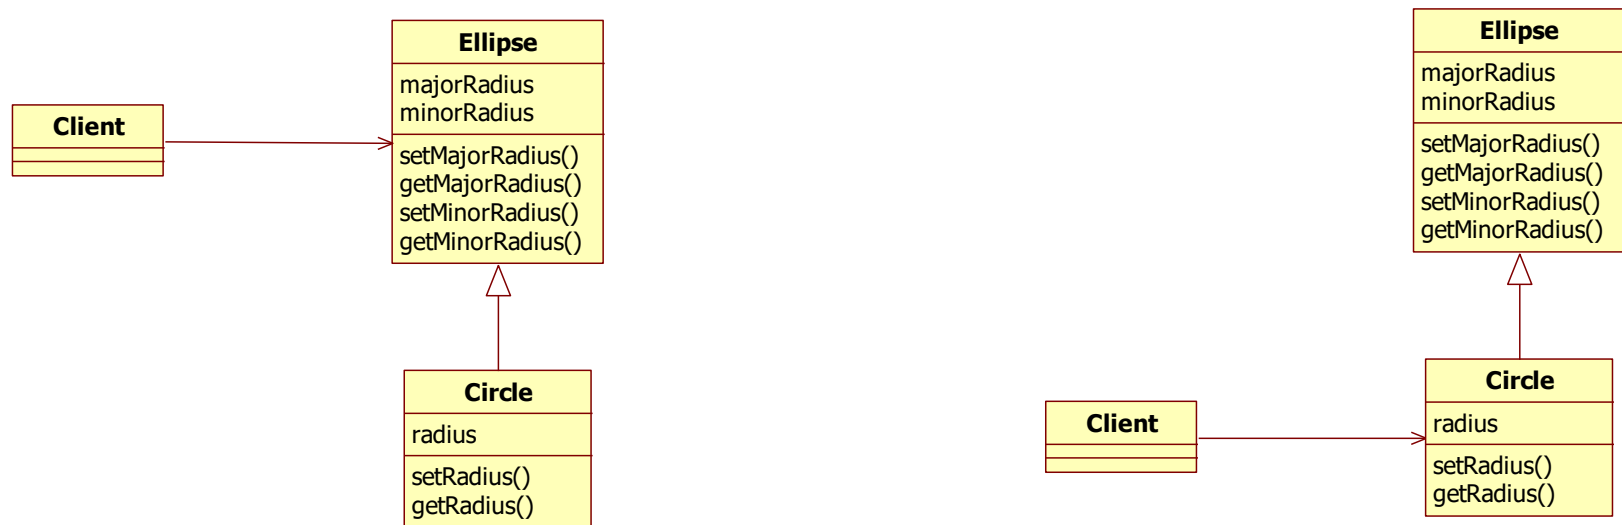 Ellipse
majorRadius
minorRadius
setMajorRadius()
getMajorRadius()
setMinorRadius()
getMinorRadius()
Client
Circle
radius
setRadius()
getRadius()
Ellipse
majorRadius
minorRadius
setMajorRadius()
getMajorRadius()
setMinorRadius()
getMinorRadius()
Client
Circle
radius
setRadius()
getRadius()